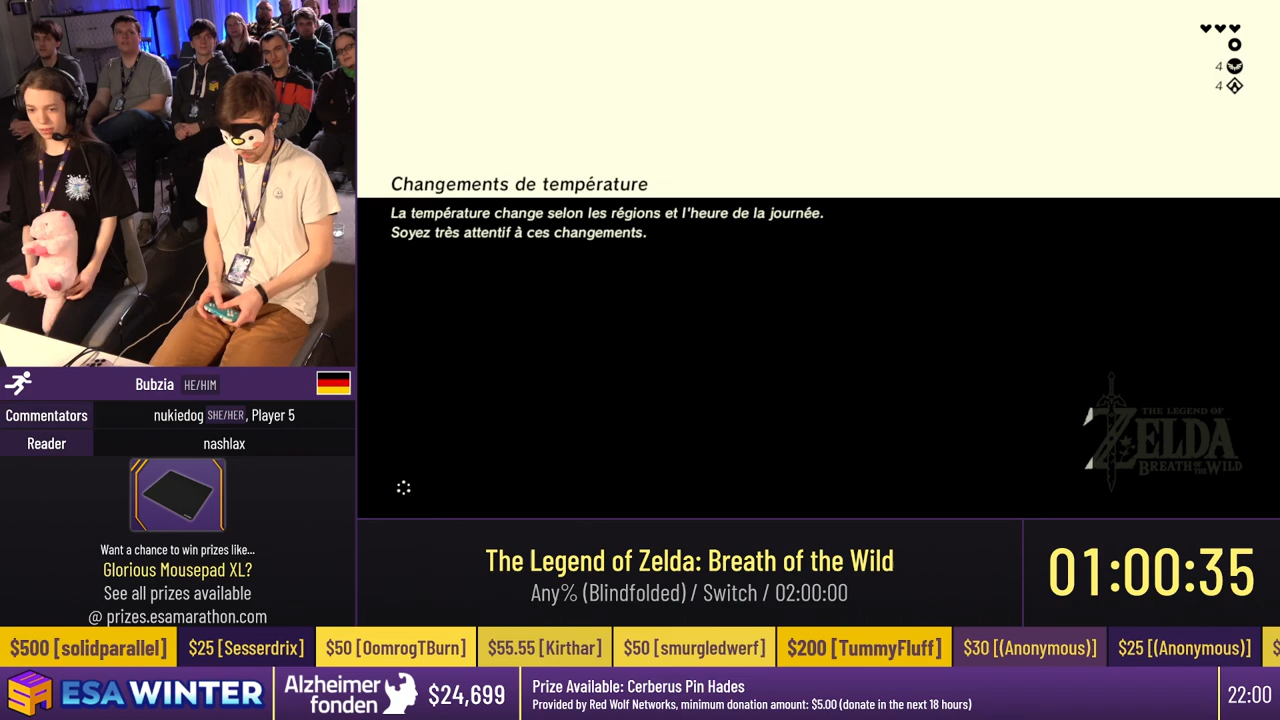 4
4
Changements de température
La température change selon les régions et l'heure de la journée.
Soyez très attentif à ces changements.
THE LEGEND OF
ZELDA
BREATH OF THE WILD
Bubzia HE/HIM
Commentators nukiedog SHE/HER, Player 5
Reader nashlax
Want a chance to win prizes like...
Glorious Mousepad XL?
See all prizes available
@ prizes.esamarathon.com
The Legend of Zelda: Breath of the Wild
Any% (Blindfolded) / Switch / 02:00:00
01:00:35
$500 [solidparallel] $25 [Sesserdrix] $50 [OomrogTBurn] $55.55 [Kirthar] $50 [smurgledwerf] $200 [TummyFluff] $30 [(Anonymous)] $25 [(Anonymous)] $
ESA WINTER
Alzheimer
fonden
$24,699
Prize Available: Cerberus Pin Hades
Provided by Red Wolf Networks, minimum donation amount: $5.00 (donate in the next 18 hours)
22:00